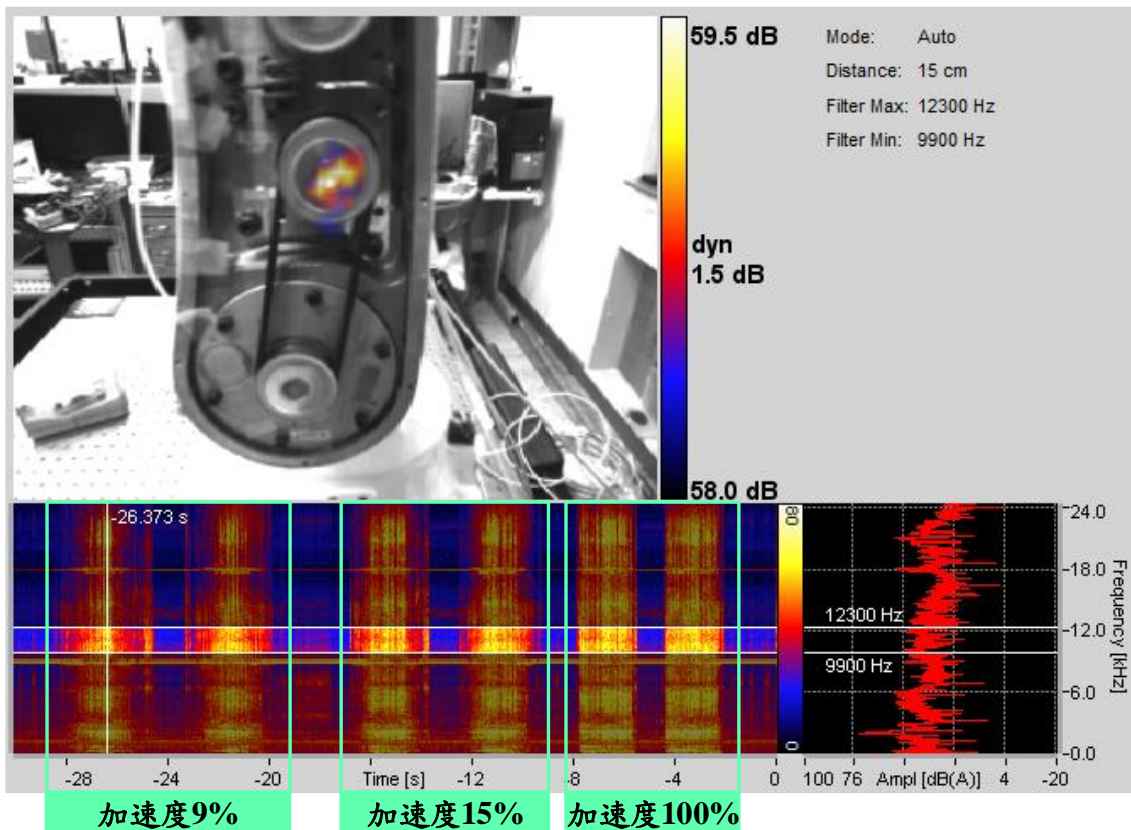 59.5 dB
dyn
1.5 dB
58.0 dB
Mode: Auto
Distance: 15 cm
Filter Max: 12300 Hz
Filter Min: 9900 Hz
-26.373 s
80
0
12300 Hz
9900 Hz
24.0
18.0
12.0
6.0
0.0
Frequency [kHz]
-28 -24 -20 Time [s] -12 -8 -4 0
100 76 Ampl [dB(A)] 4 -20
加速度9% 加速度15% 加速度100%